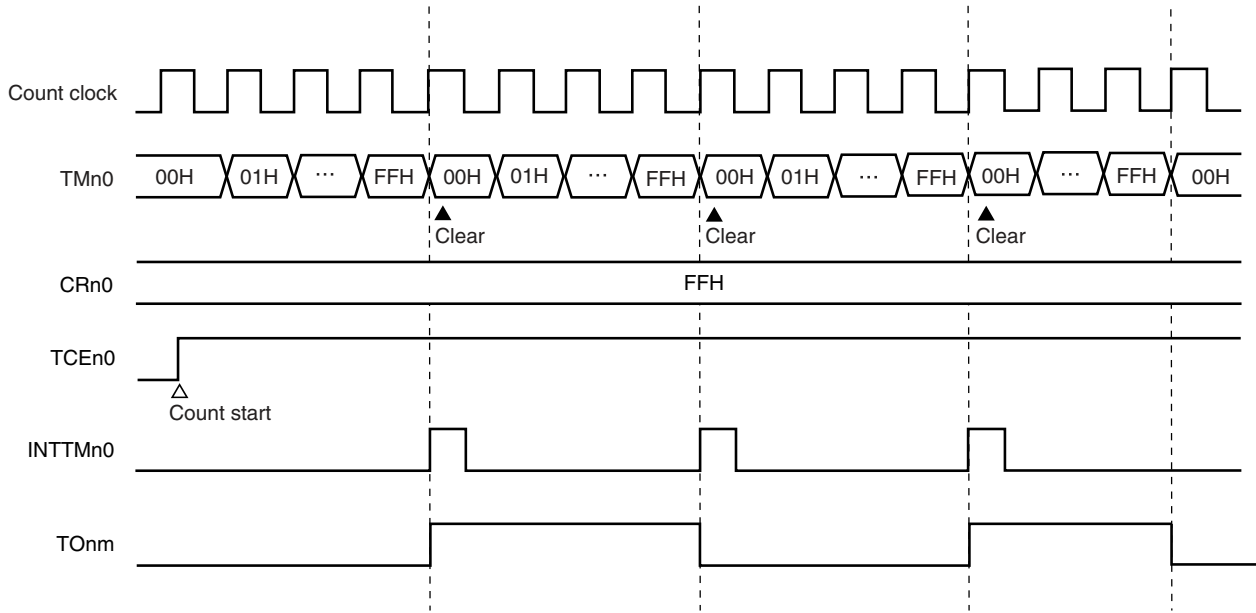 Count clock
TMn0 00H 01H ... FFH 00H 01H ... FFH 00H 01H ... FFH 00H ... FFH 00H
Clear Clear Clear
CRn0 FFH
TCEn0
Count start
INTTMn0
TOnm